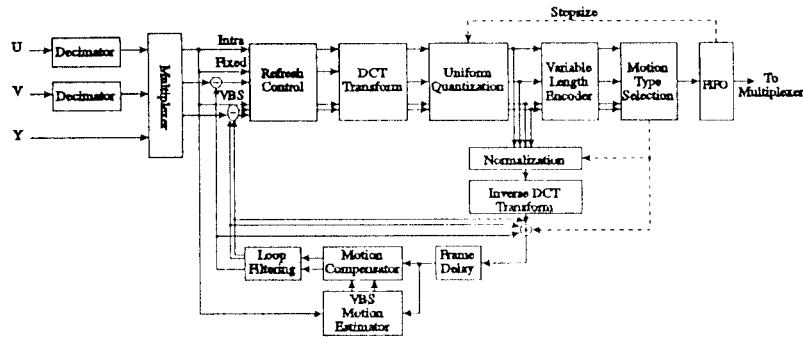 Stepsize
U
Decimator
V
Decimator
Y
Multiplexer
Intra
Fixed
VBS
Refresh
Control
DCT
Transform
Uniform
Quantization
Variable
Length
Encoder
Motion
Type
Selection
FIFO
To
Multiplexer
Normalization
Inverse DCT
Transform
Loop
Filtering
Motion
Compensator
Frame
Delay
VBS
Motion
Estimator